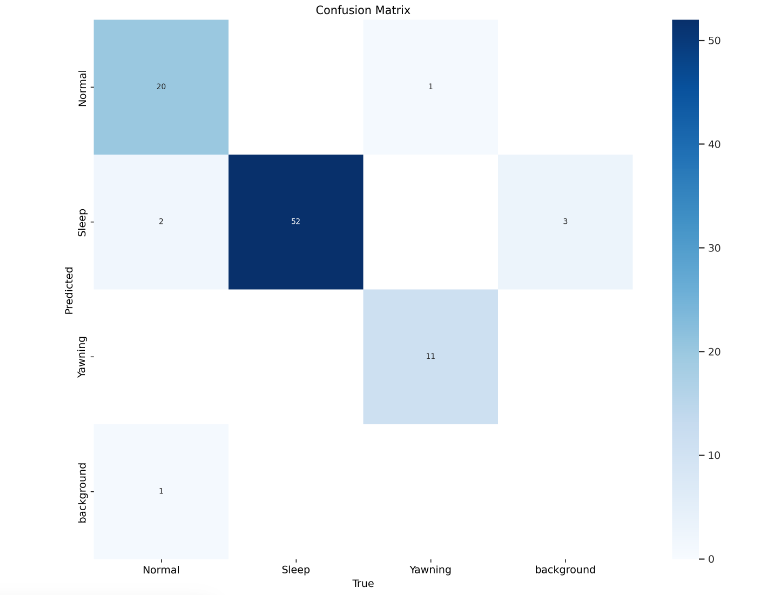 Confusion Matrix
Normal
20
1
50
40
Sleep
2
52
3
30
Predicted
Yawning
11
20
10
background
1
0
Normal
Sleep
Yawning
background
True